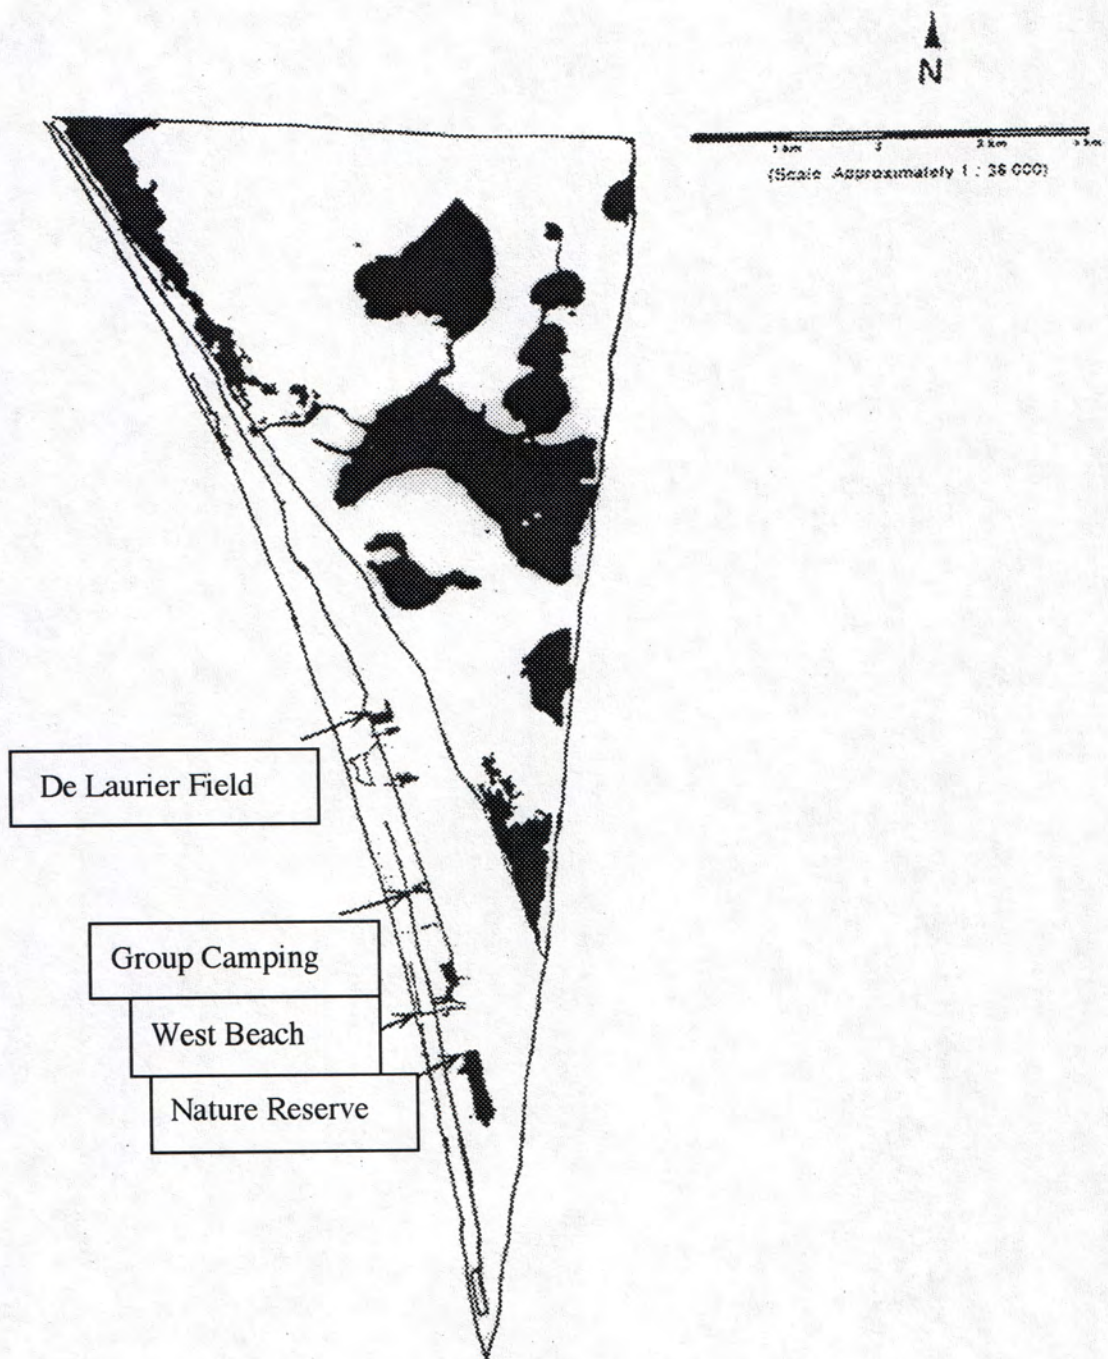 N
(Scale Approximately 1 : 36 000)
De Laurier Field
Group Camping
West Beach
Nature Reserve